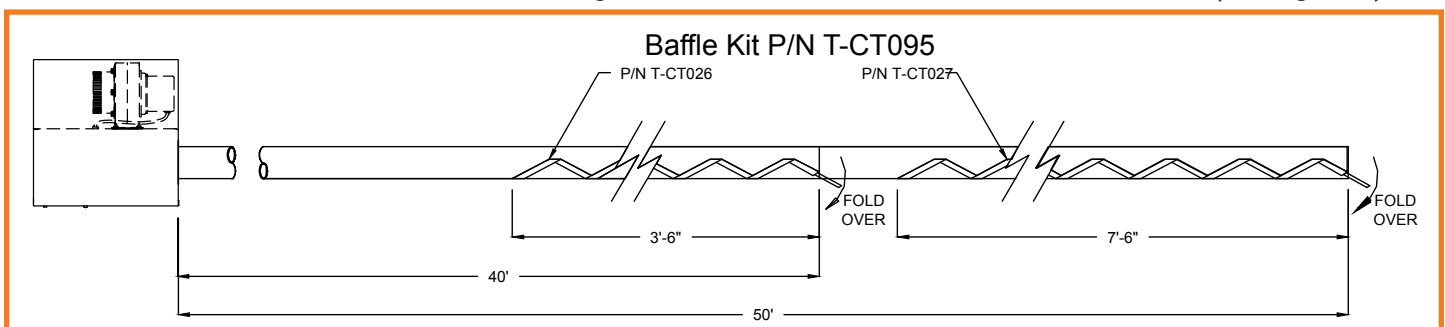 Baffle Kit P/N T-CT095
P/N T-CT026
P/N T-CT027
FOLD
OVER
FOLD
OVER
3'-6"
7'-6"
40'
50'